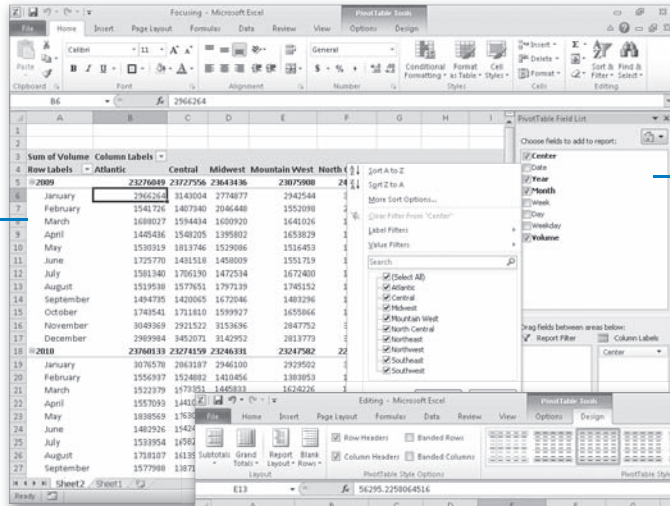 Focusing - Microsoft Excel
PivotTable Tools
File Home Insert Page Layout Formulas Data Review View Options Design
Calibri 11 General
Paste
Conditional Formatting Format as Table Cell Styles
Insert
Delete
Format
Sort & Filter Find & Select
Clipboard Font Alignment Number Styles Cells Editing
B6 fx 2966264
A B C D E F G H I
Sum of Volume Column Labels
Row Labels Atlantic Central Midwest Mountain West North C
2009 23276049 23727556 23643436 23075908 24
January 2966264 3143004 2774877 2942544
February 1541726 1407340 2046448 1552098
March 1688027 1594434 1600920 1641026
April 1445436 1548205 1395802 1653829
May 1530319 1813746 1529086 1516453
June 1725770 1431518 1458009 1551719
July 1581340 1706190 1472534 1672400
August 1519538 1577651 1797139 1745152
September 1494735 1420065 1672046 1483296
October 1743541 1711810 1599927 1655866
November 3049369 2921522 3153696 2847752
December 2989984 3452071 3142952 2813773
2010 23760133 23274159 23246331 23247582 22
January 3076578 2863187 2946100 2929502
February 1556937 1524882 1410456 1383853
March 1522379 1573351 1445833 1624226
April 1557093
May 1838569
June 1482926
July 1533954
August 1718107
September 1577988
Sheet2 Sheet1
Ready
Sort A to Z
Sort Z to A
More Sort Options...
Clear Filter From "Center"
Label Filters
Value Filters
Search
(Select All)
Atlantic
Central
Midwest
Mountain West
North Central
Northeast
Northwest
Southeast
Southwest
PivotTable Field List
Choose fields to add to report:
Center
Date
Year
Month
Week
Day
Weekday
Volume
Drag fields between areas below:
Report Filter Column Labels
Center
Editing - Microsoft Excel
PivotTable Tools
File Home Insert Page Layout Formulas Data Review View Options Design
Subtotals Grand Totals Report Layout Blank Rows
Row Headers Banded Rows
Column Headers Banded Columns
Layout PivotTable Style Options PivotTable Style
E13 fx 56295.2258064516